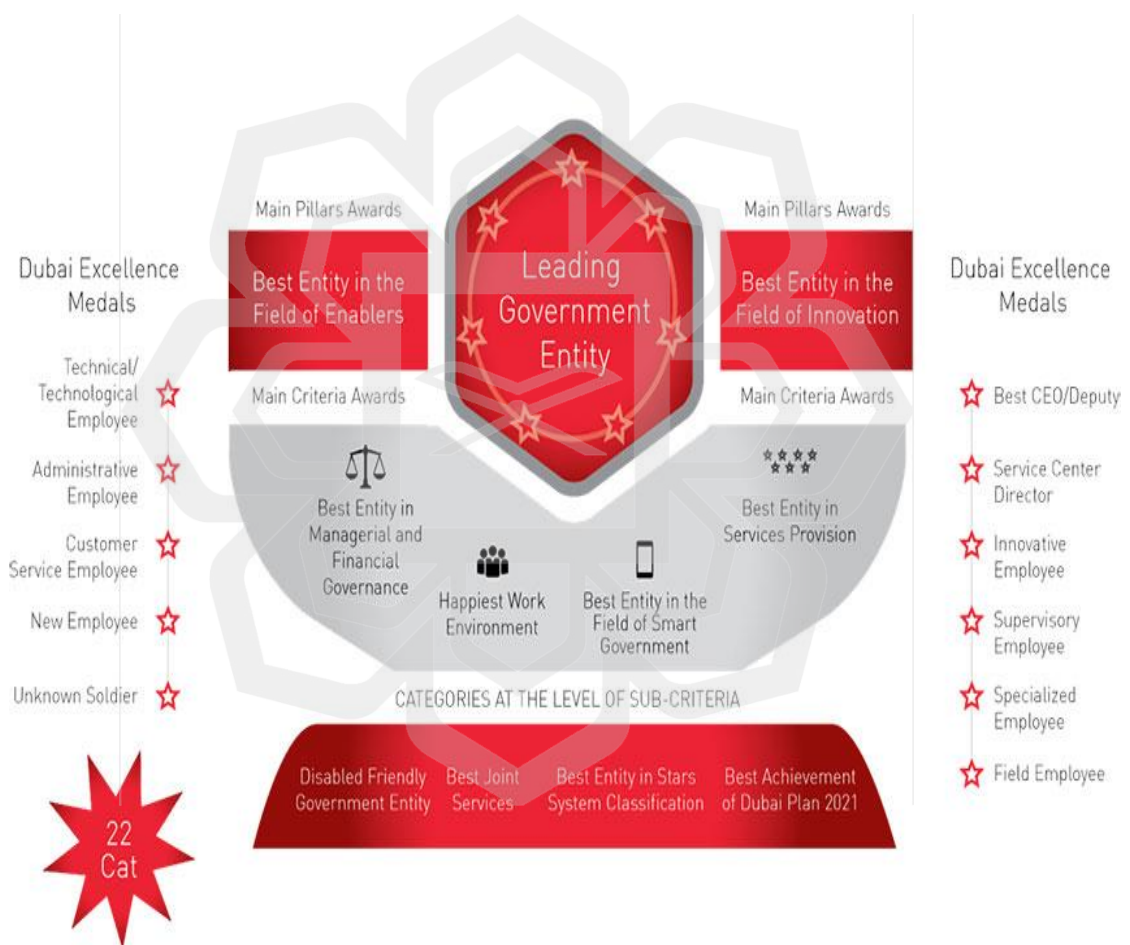 Dubai Excellence
Medals
Technical/
Technological
Employee
Administrative
Employee
Customer
Service Employee
New Employee
Unknown Soldier
22
Cat
Main Pillars Awards
Best Entity in the
Field of Enablers
Main Criteria Awards
Leading
Government
Entity
Main Pillars Awards
Best Entity in the
Field of Innovation
Main Criteria Awards
Best Entity in
Managerial and
Financial
Governance
Happiest Work
Environment
Best Entity in the
Field of Smart
Government
Best Entity in
Services Provision
CATEGORIES AT THE LEVEL OF SUB-CRITERIA
Disabled Friendly
Government Entity
Best Joint
Services
Best Entity in Stars
System Classification
Best Achievement
of Dubai Plan 2021
Dubai Excellence
Medals
Best CEO/Deputy
Service Center
Director
Innovative
Employee
Supervisory
Employee
Specialized
Employee
Field Employee